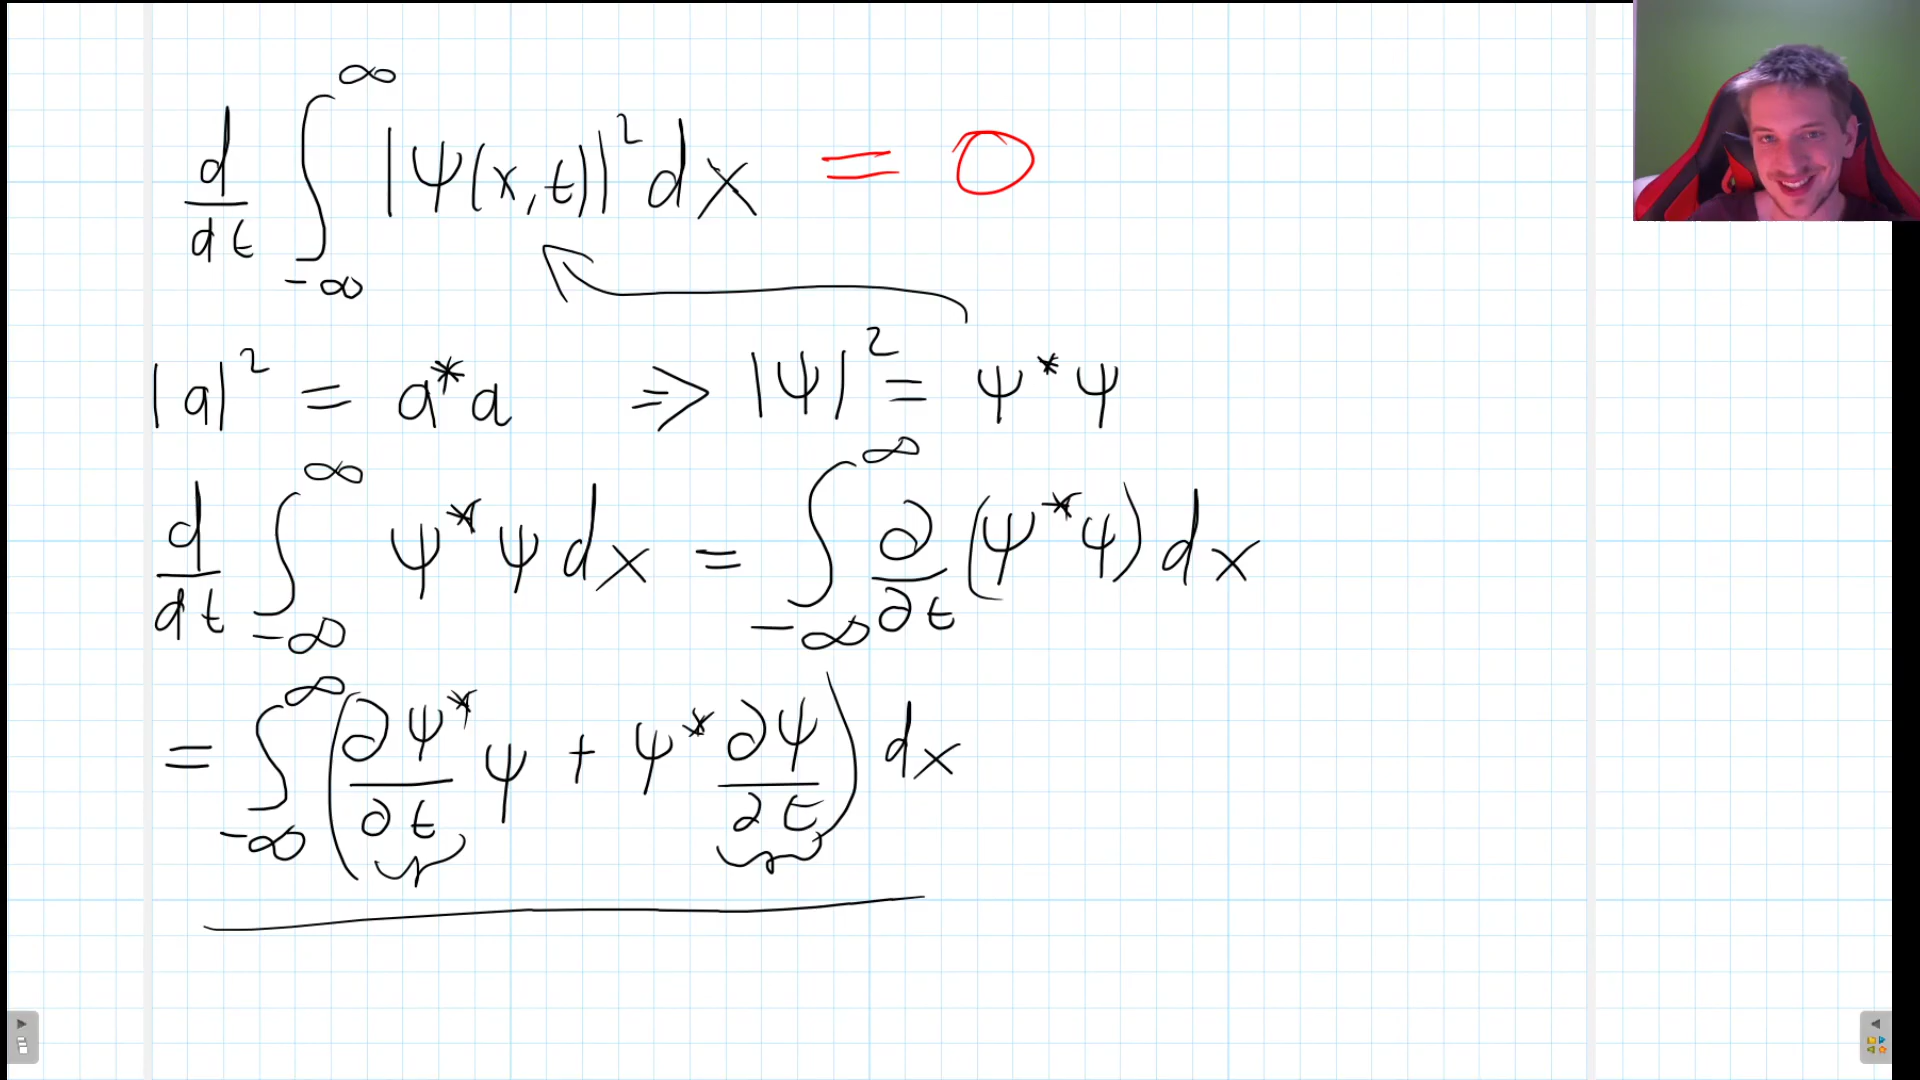 d/dt ∫_{-∞}^{∞} |Ψ(x,t)|² dx = 0
|a|² = a*a ⇒ |Ψ|² = Ψ*Ψ
d/dt ∫_{-∞}^{∞} Ψ*Ψ dx = ∫_{-∞}^{∞} ∂/∂t (Ψ*Ψ) dx
= ∫_{-∞}^{∞} (∂Ψ*/∂t Ψ + Ψ* ∂Ψ/∂t) dx